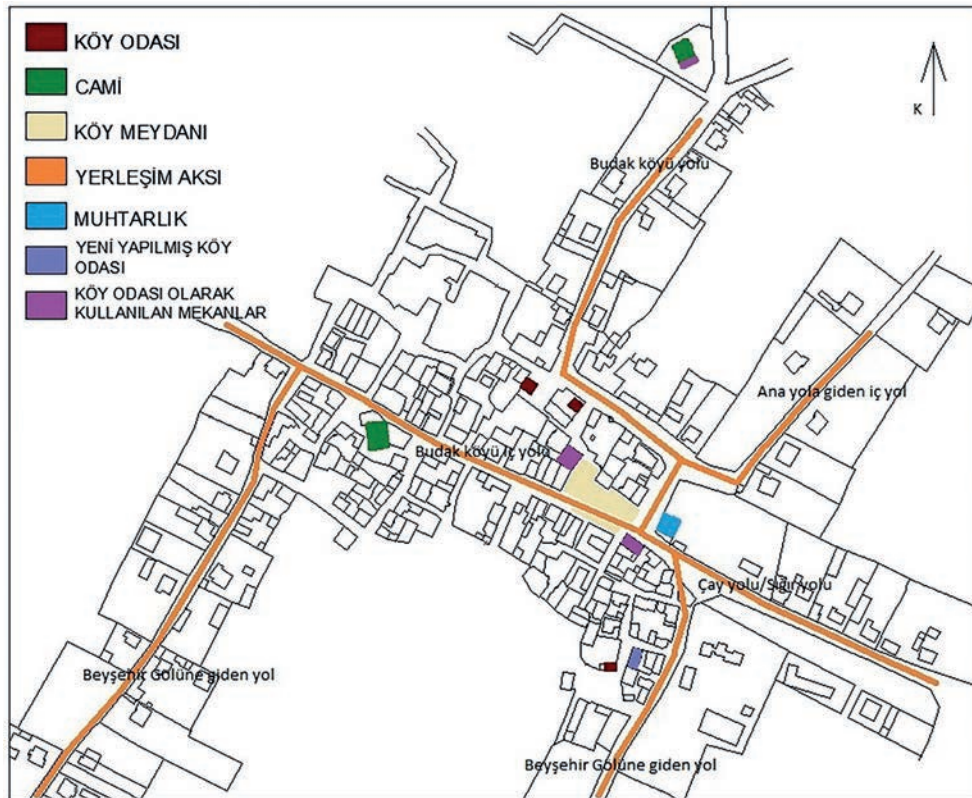 KÖY ODASI
CAMİ
KÖY MEYDANI
YERLEŞİM AKSI
MUHTARLIK
YENİ YAPILMIŞ KÖY
ODASI
KÖY ODASI OLARAK
KULLANILAN MEKANLAR
K
Budak köyü yolu
Ana yola giden iç yol
Budak köyü iç yolu
Çay yolu/Sığır yolu
Beyşehir Gölüne giden yol
Beyşehir Gölüne giden yol